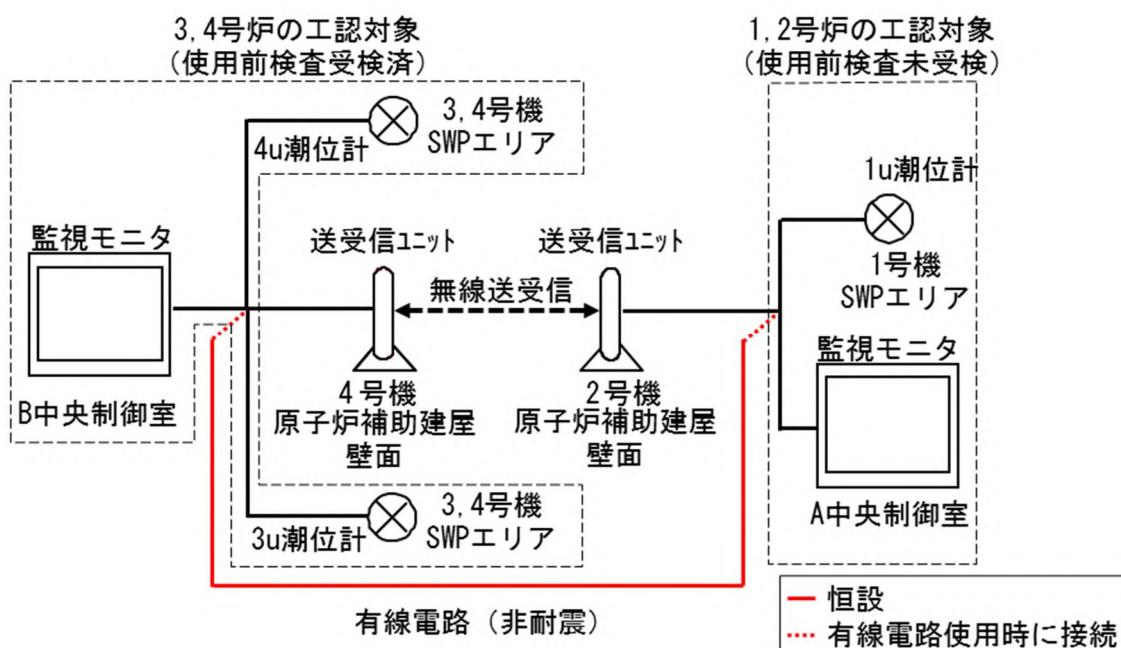 3,4号炉の工認対象
(使用前検査受検済)
1,2号炉の工認対象
(使用前検査未受検)
4u潮位計
3,4号機
SWPエリア
1u潮位計
1号機
SWPエリア
監視モニタ
B中央制御室
送受信ﾕﾆｯﾄ
無線送受信
送受信ﾕﾆｯﾄ
4号機
原子炉補助建屋
壁面
2号機
原子炉補助建屋
壁面
監視モニタ
A中央制御室
3u潮位計
3,4号機
SWPエリア
有線電路(非耐震)
恒設
有線電路使用時に接続